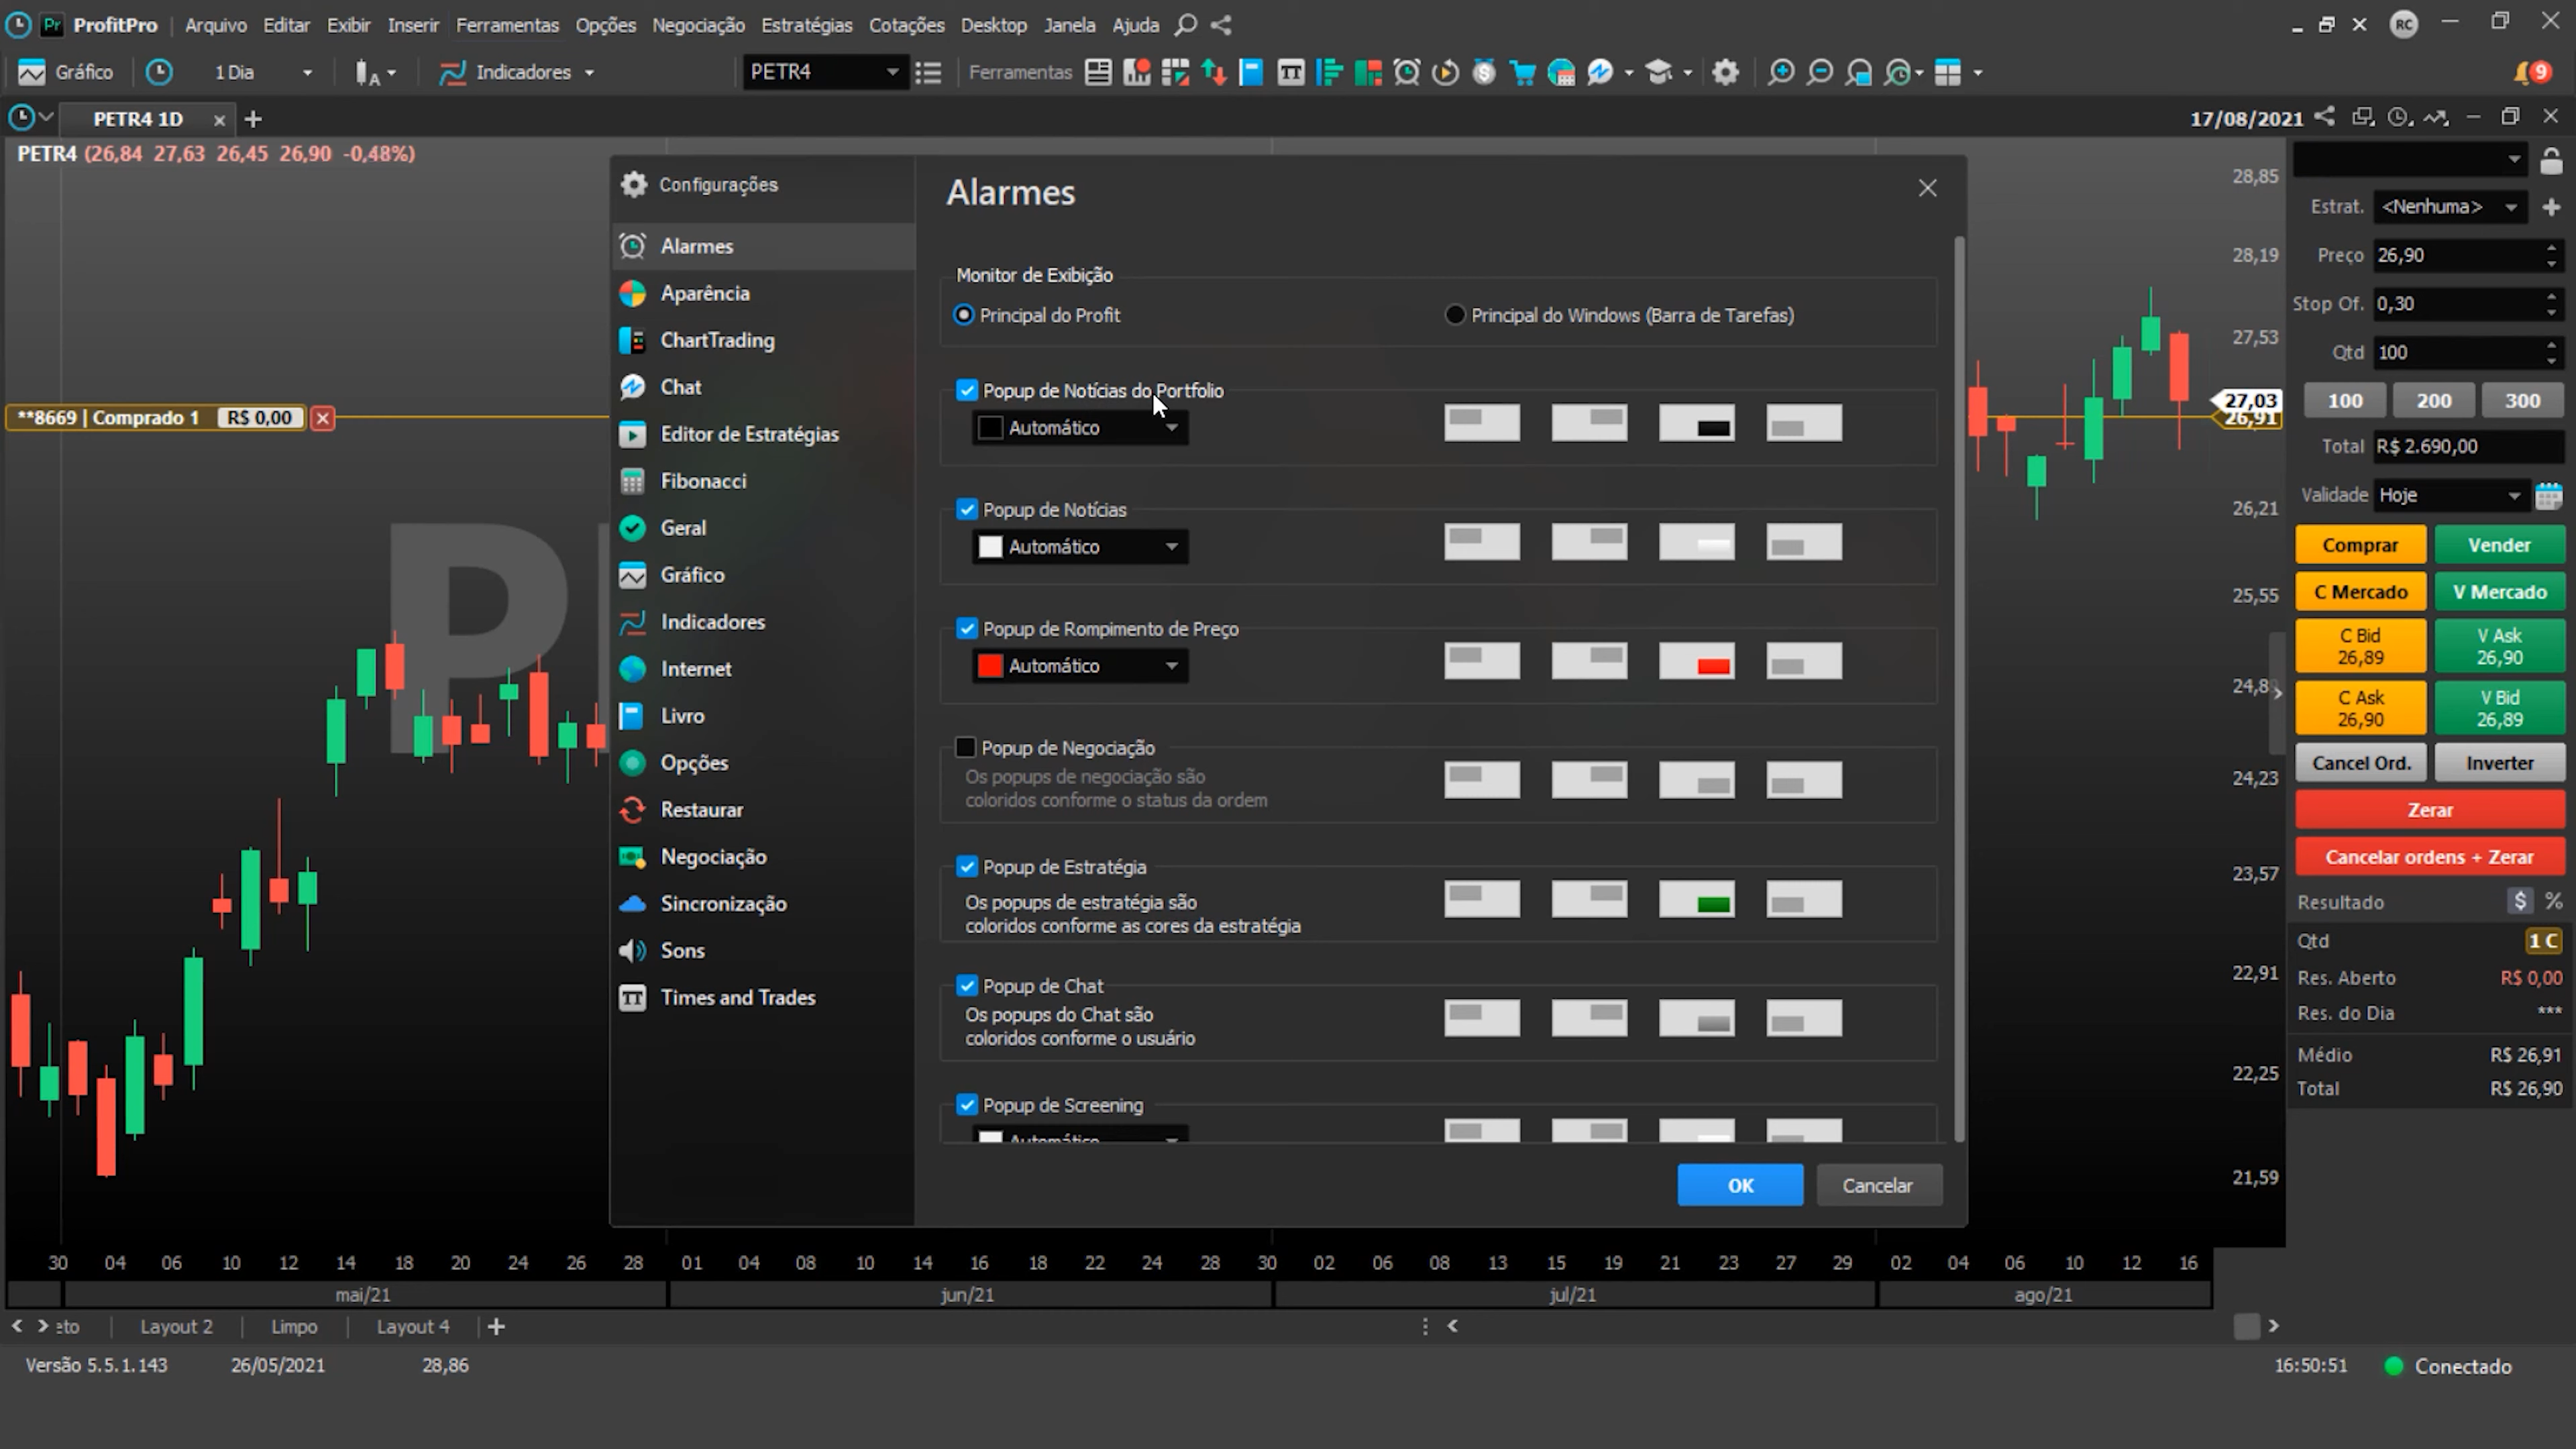 Pr ProfitPro Arquivo Editar Exibir Inserir Ferramentas Opções Negociação Estratégias Cotações Desktop Janela Ajuda RC
Gráfico 1 Dia A Indicadores PETR4 Ferramentas TT 9
PETR4 1D 17/08/2021
PETR4 (26,84 27,63 26,45 26,90 -0,48%)
**8669 | Comprado 1 R$ 0,00
Configurações
Alarmes
Aparência
ChartTrading
Chat
Editor de Estratégias
Fibonacci
Geral
Gráfico
Indicadores
Internet
Livro
Opções
Restaurar
Negociação
Sincronização
Sons
TT Times and Trades
Alarmes
Monitor de Exibição
Principal do Profit Principal do Windows (Barra de Tarefas)
Popup de Notícias do Portfolio
Automático
Popup de Notícias
Automático
Popup de Rompimento de Preço
Automático
Popup de Negociação
Os popups de negociação são
coloridos conforme o status da ordem
Popup de Estratégia
Os popups de estratégia são
coloridos conforme as cores da estratégia
Popup de Chat
Os popups do Chat são
coloridos conforme o usuário
Popup de Screening
Automático
OK Cancelar
28,85
28,19
27,53
27,03
26,91
26,21
25,55
24,23
23,57
22,91
22,25
21,59
Estrat. <Nenhuma>
Preço 26,90
Stop Of. 0,30
Qtd 100
100 200 300
Total R$ 2.690,00
Validade Hoje
Comprar Vender
C Mercado V Mercado
C Bid V Ask
26,89 26,90
C Ask V Bid
26,90 26,89
Cancel Ord. Inverter
Zerar
Cancelar ordens + Zerar
Resultado $ %
Qtd 1 C
Res. Aberto R$ 0,00
Res. do Dia ***
Médio R$ 26,91
Total R$ 26,90
30 04 06 10 12 14 18 20 24 26 28 01 04 08 10 14 16 18 22 24 28 30 02 06 08 13 15 19 21 23 27 29 02 04 06 10 12 16
mai/21 jun/21 jul/21 ago/21
Layout 2 Limpo Layout 4
Versão 5.5.1.143 26/05/2021 28,86 16:50:51 Conectado